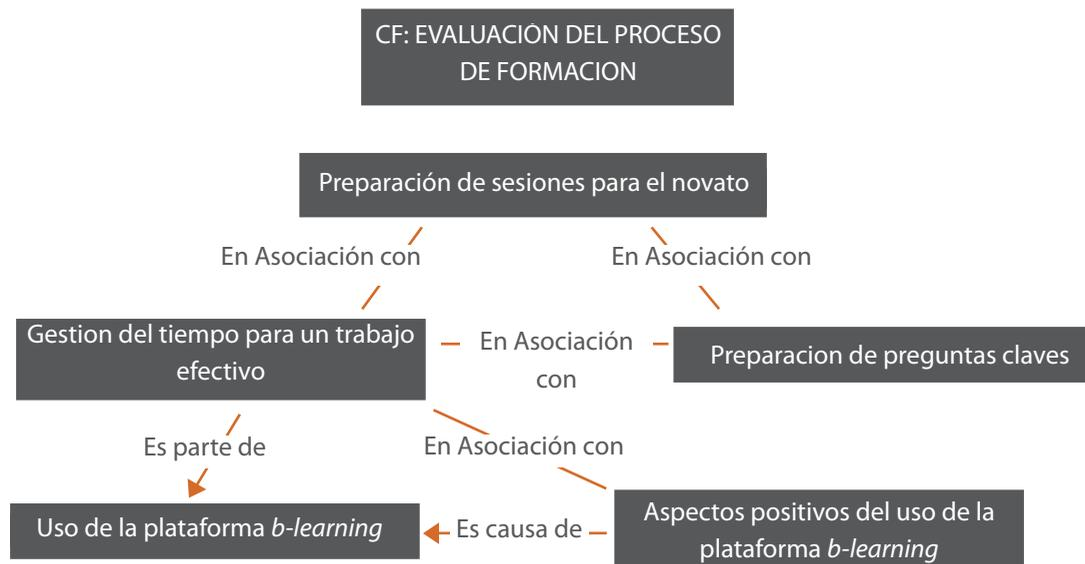 CF: EVALUACIÓN DEL PROCESO
DE FORMACION
Preparación de sesiones para el novato
En Asociación con
En Asociación con
Gestion del tiempo para un trabajo
efectivo
En Asociación
con
Preparacion de preguntas claves
Es parte de
En Asociación con
Uso de la plataforma b-learning
Es causa de
Aspectos positivos del uso de la
plataforma b-learning